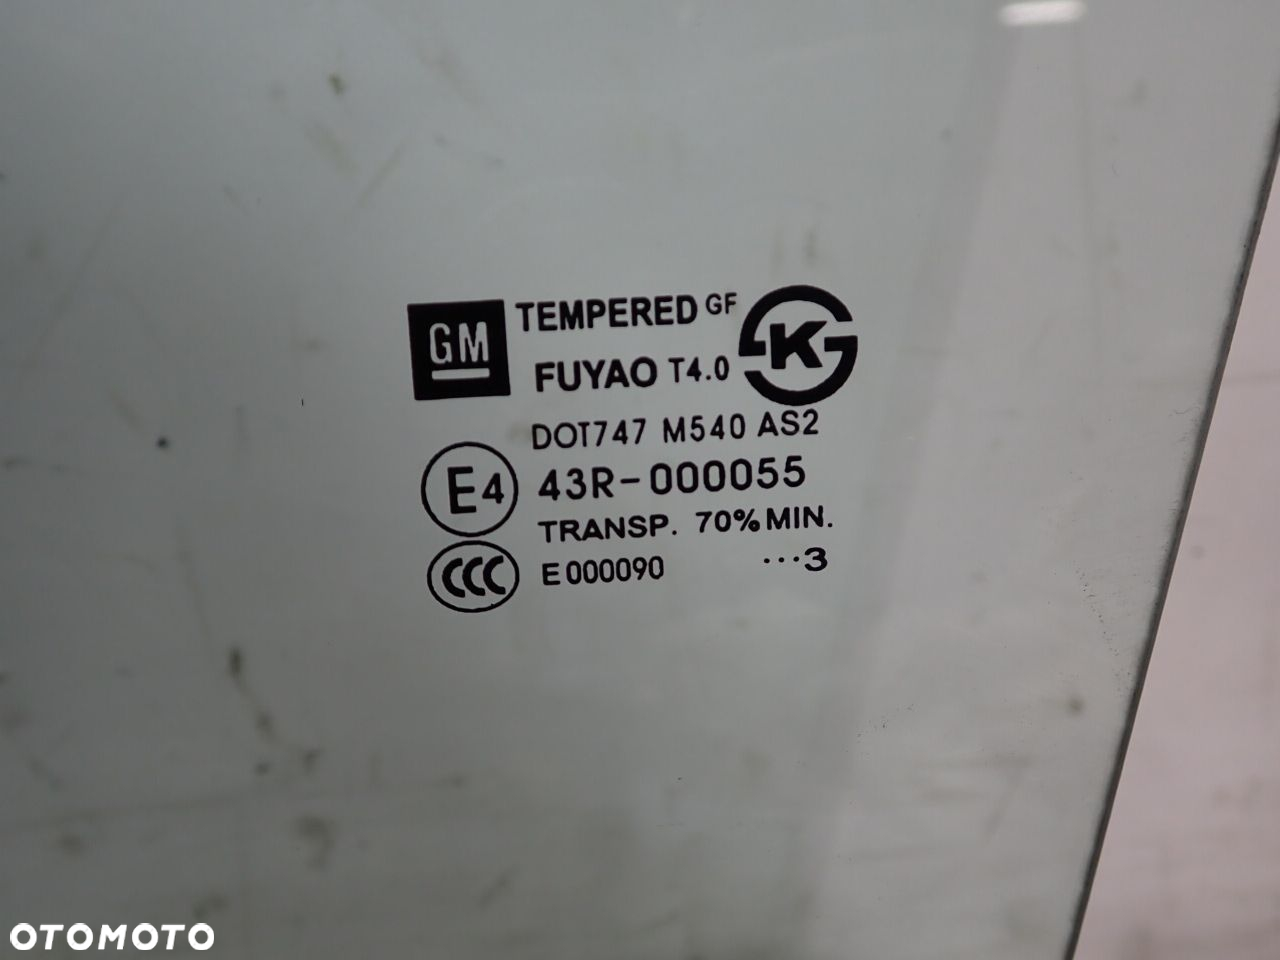 GM TEMPERED GF
FUYAO T4.0 K
DOT747 M540 AS2
E4 43R-000055
TRANSP. 70% MIN.
CCC E000090 ...3
OTOMOTO